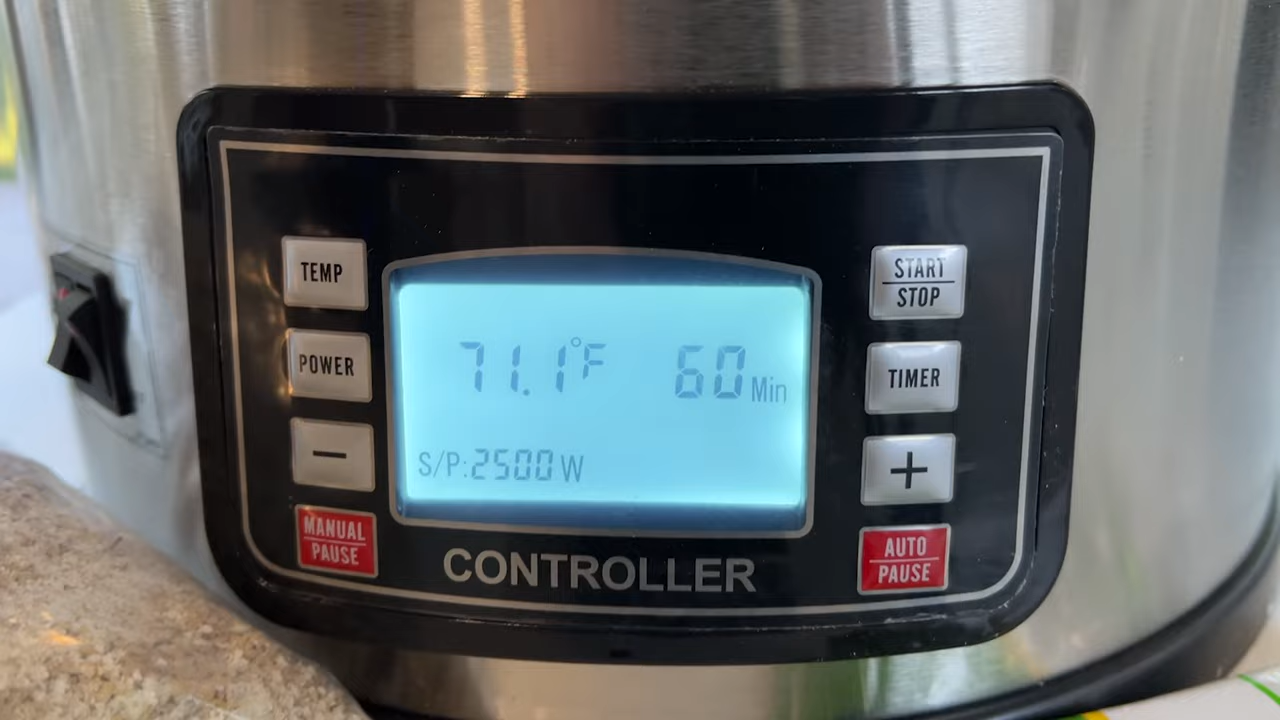 TEMP
POWER
—
MANUAL
PAUSE
71.1°F 60 Min
S/P:2500 W
START
STOP
TIMER
+
AUTO
PAUSE
CONTROLLER